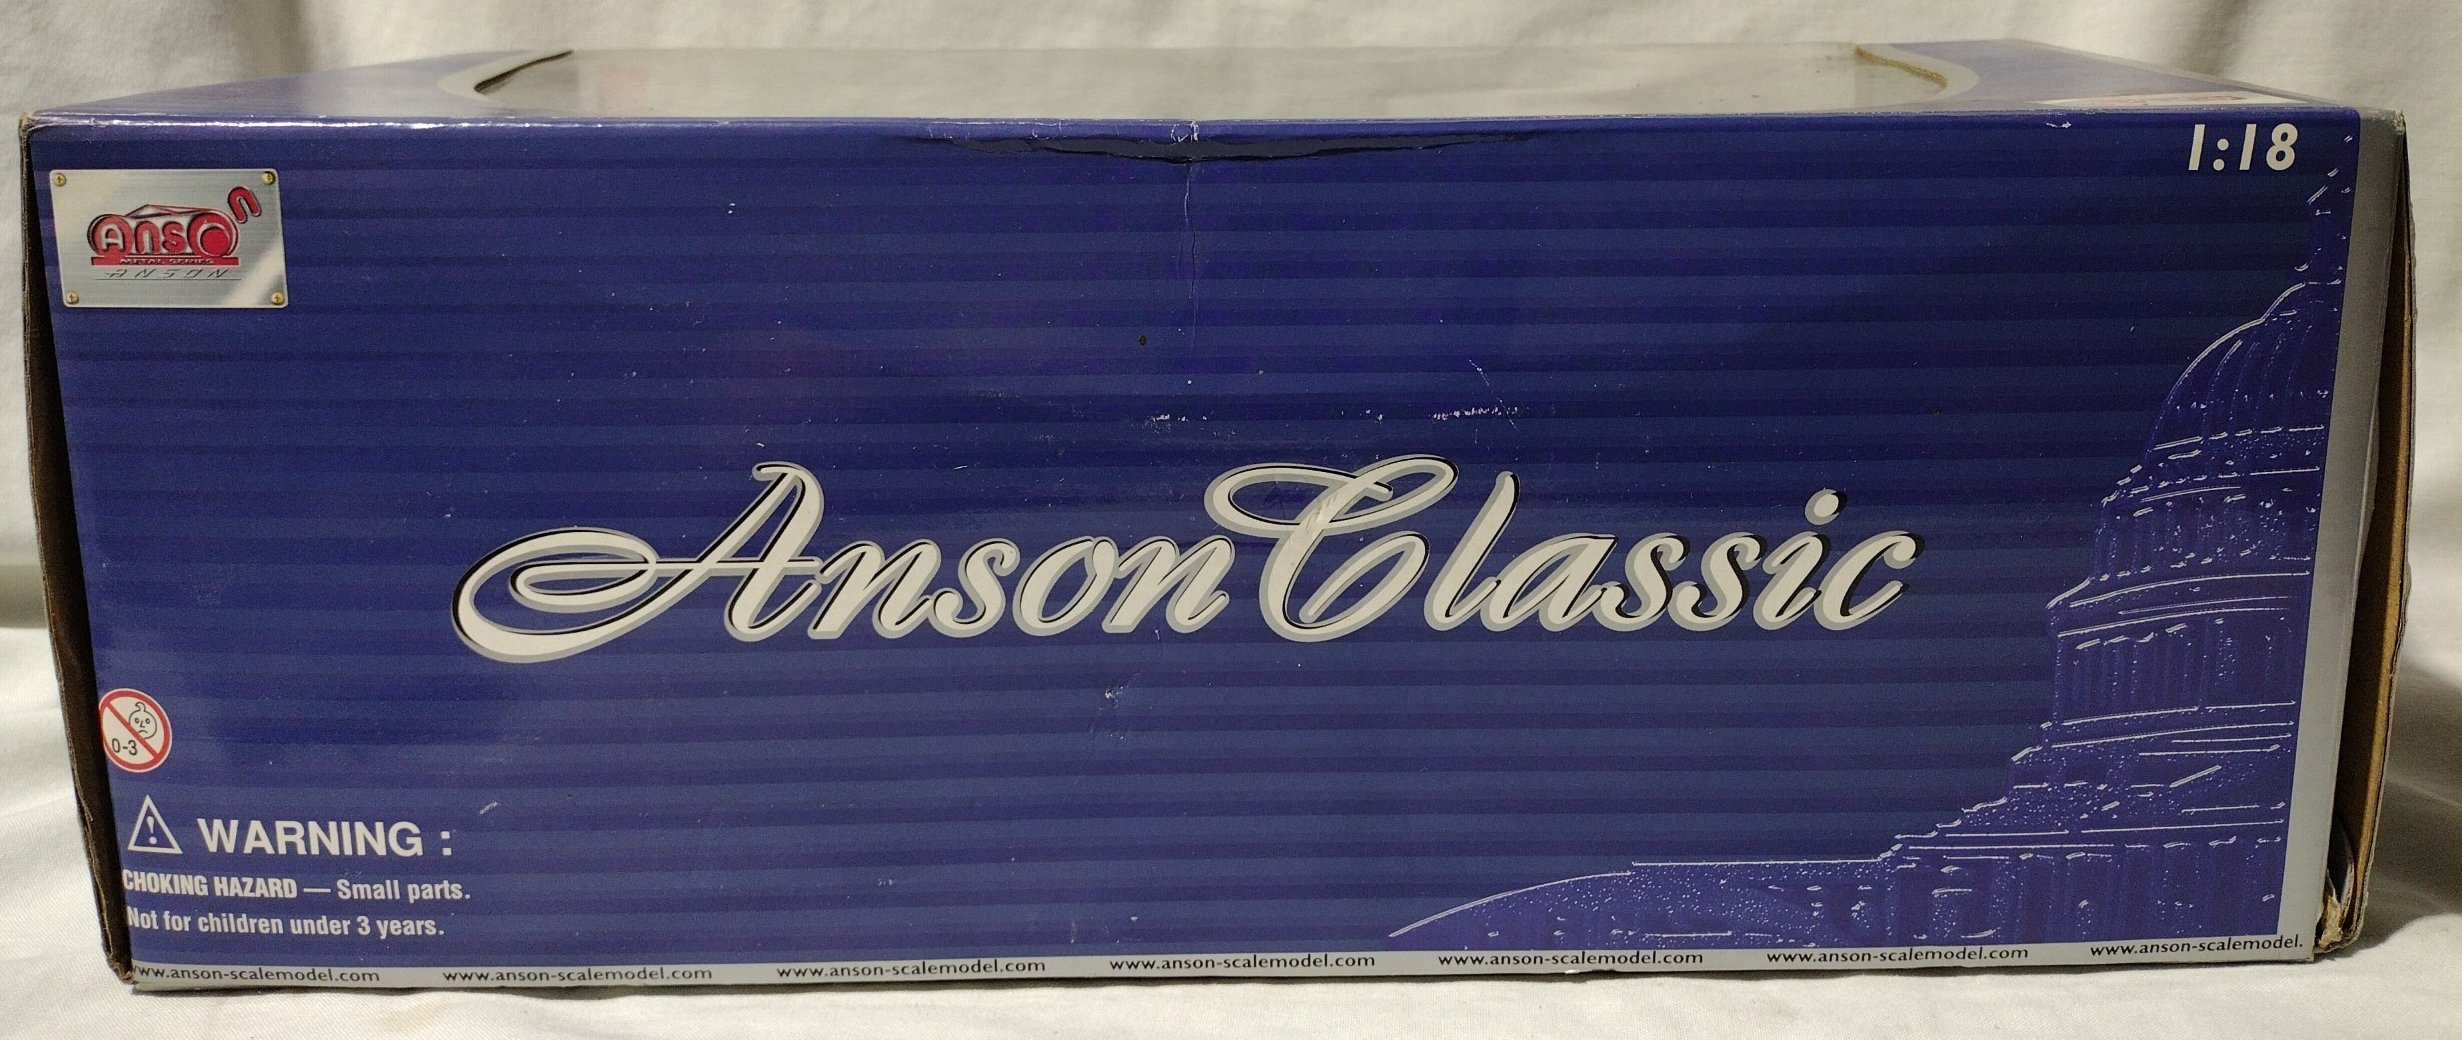 1:18
Anson
METAL SERIES
ANSON
Anson Classic
0-3
WARNING :
CHOKING HAZARD — Small parts.
Not for children under 3 years.
www.anson-scalemodel.com www.anson-scalemodel.com www.anson-scalemodel.com www.anson-scalemodel.com www.anson-scalemodel.com www.anson-scalemodel.com www.anson-scalemodel.